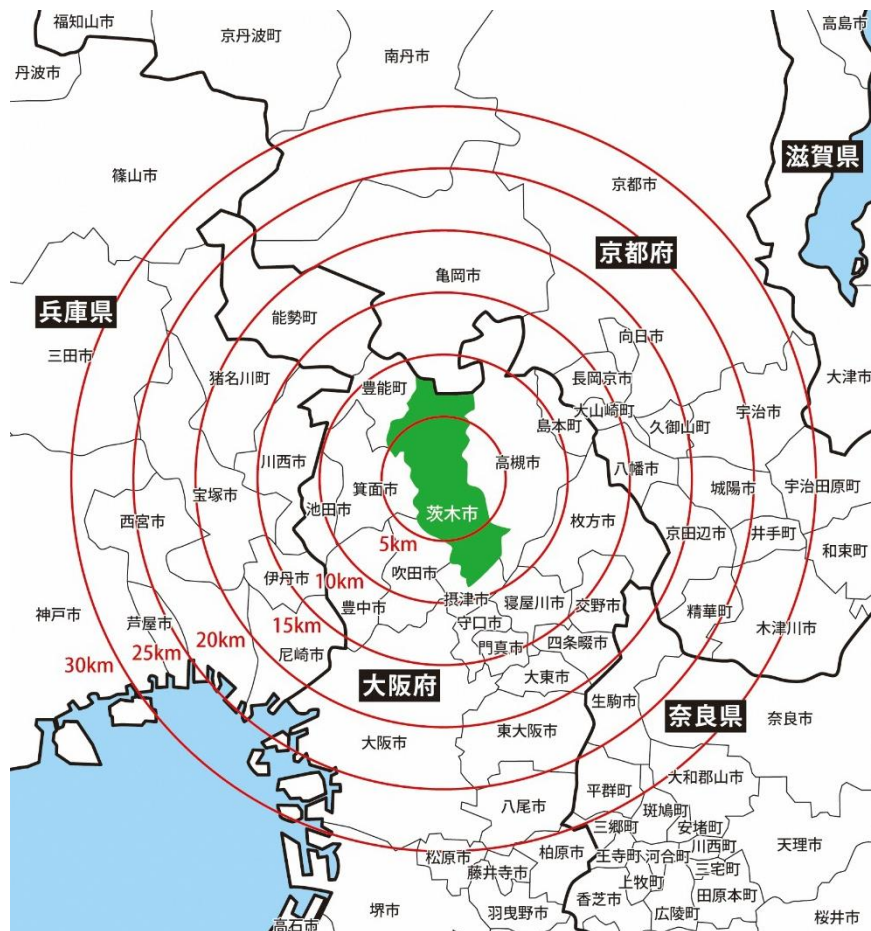 福知山市
京丹波町
高島市
南丹市
丹波市
滋賀県
篠山市
京都市
京都府
亀岡市
兵庫県
能勢町
向日市
三田市
大津市
猪名川町
長岡京市
豊能町
大山崎町
宇治市
島本町
久御山町
川西市
高槻市
八幡市
箕面市
城陽市
宇治田原町
宝塚市
池田市
西宮市
茨木市
枚方市
京田辺市
井手町
5km
和束町
吹田市
伊丹市
10km
摂津市
寝屋川市
交野市
豊中市
精華町
神戸市
芦屋市
守口市
木津川市
15km
20km
門真市
四条畷市
25km
尼崎市
30km
大東市
大阪府
生駒市
奈良県
奈良市
大阪市
東大阪市
大和郡山市
平群町
八尾市
斑鳩町
三郷町
安堵町
天理市
川西町
松原市
柏原市
王寺町
河合町
藤井寺市
三宅町
上牧町
香芝市
田原本町
堺市
羽曳野市
広陵町
桜井市
高石市